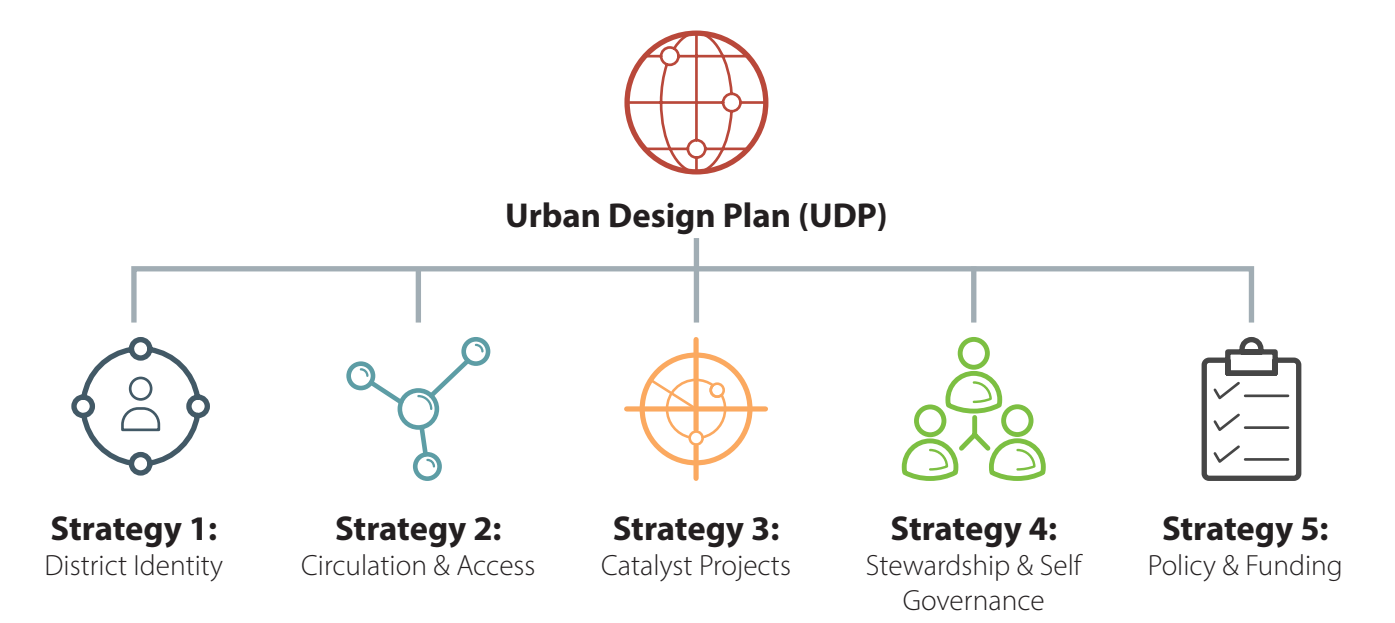 Urban Design Plan (UDP)
Strategy 1:
District Identity
Strategy 2:
Circulation & Access
Strategy 3:
Catalyst Projects
Strategy 4:
Stewardship & Self
Governance
Strategy 5:
Policy & Funding